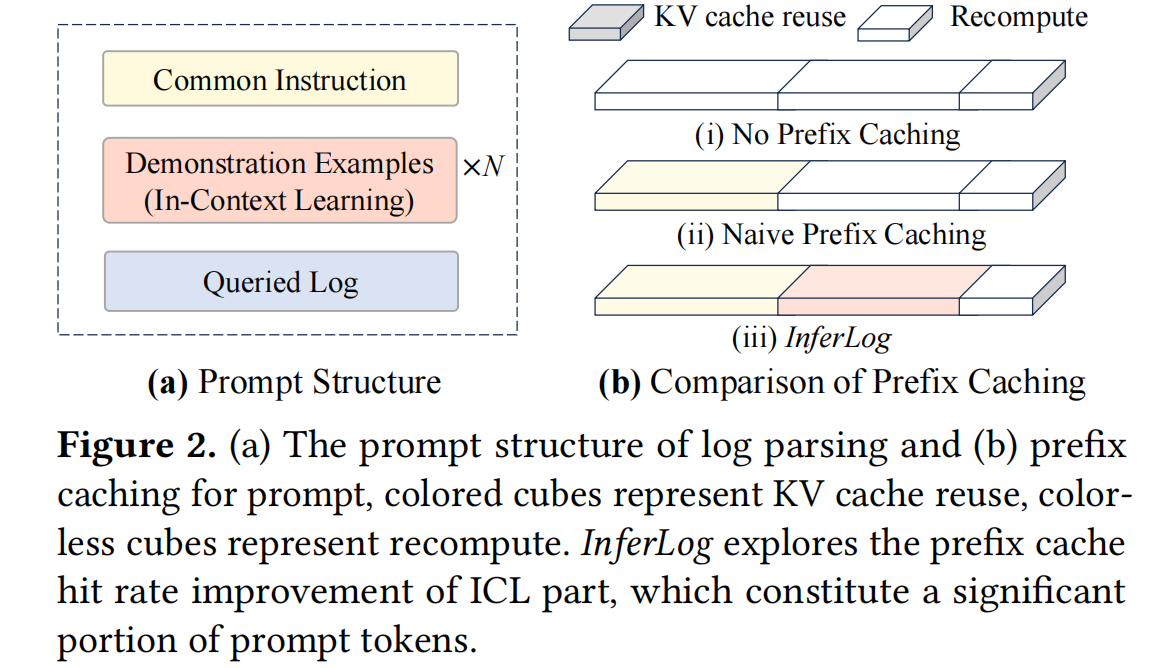 Common Instruction
Demonstration Examples
(In-Context Learning)
×N
Queried Log
(a) Prompt Structure
KV cache reuse
Recompute
(i) No Prefix Caching
(ii) Naive Prefix Caching
(iii) InferLog
(b) Comparison of Prefix Caching
Figure 2. (a) The prompt structure of log parsing and (b) prefix
caching for prompt, colored cubes represent KV cache reuse, color-
less cubes represent recompute. InferLog explores the prefix cache
hit rate improvement of ICL part, which constitute a significant
portion of prompt tokens.